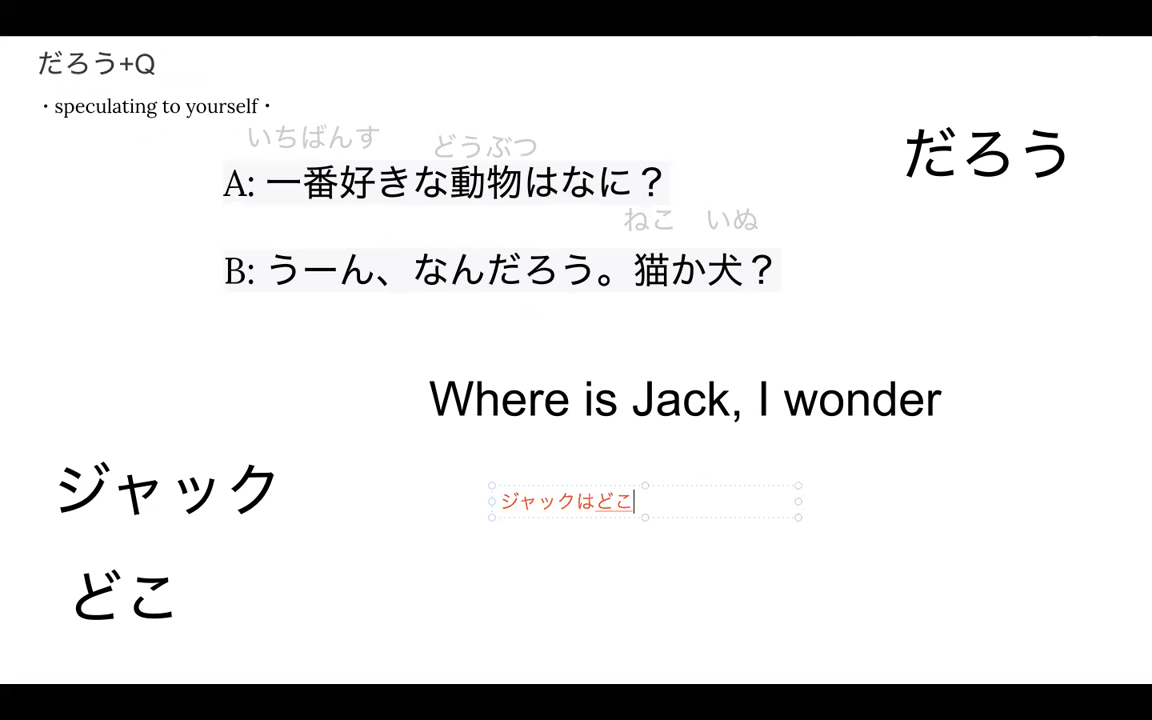 だろう+Q
・speculating to yourself・
いちばんす どうぶつ
だろう
A: 一番好きな動物はなに？
ねこ いぬ
B: うーん、なんだろう。猫か犬？
Where is Jack, I wonder
ジャック
ジャックはどこ
どこ